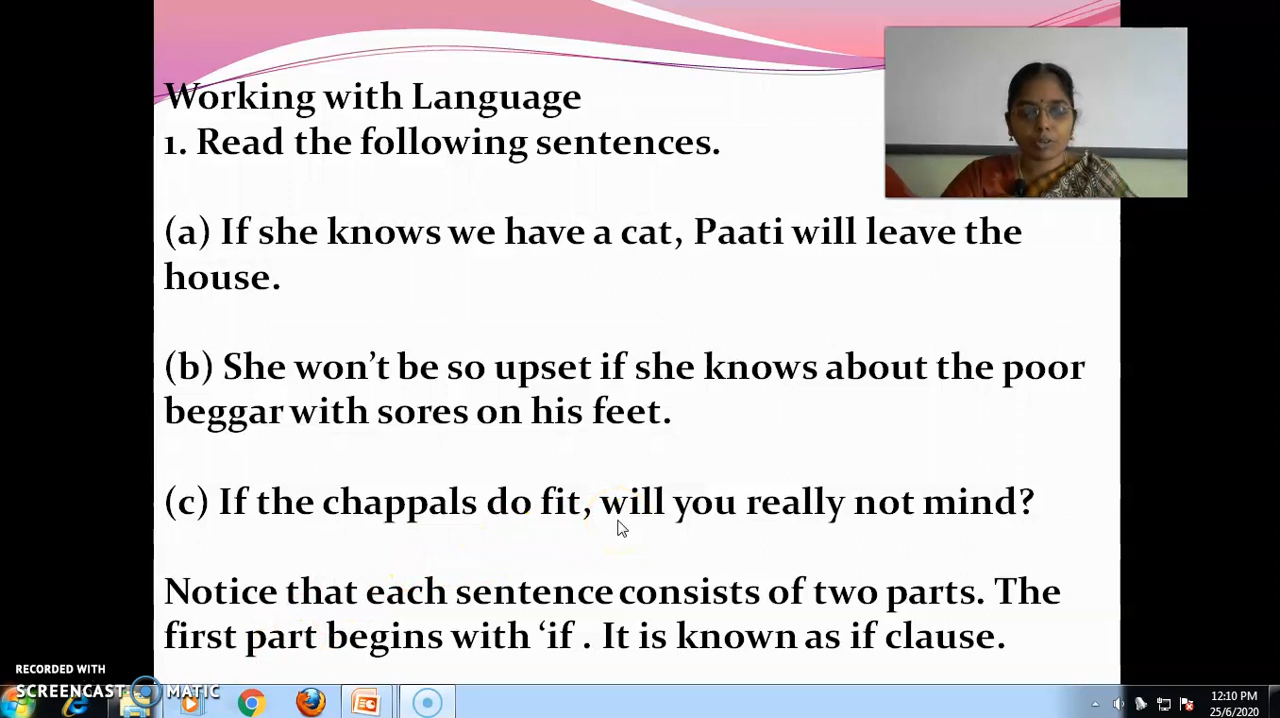 Working with Language
1. Read the following sentences.
(a) If she knows we have a cat, Paati will leave the
house.
(b) She won’t be so upset if she knows about the poor
beggar with sores on his feet.
(c) If the chappals do fit, will you really not mind?
Notice that each sentence consists of two parts. The
first part begins with ‘if . It is known as if clause.
RECORDED WITH
SCREENCAST MATIC
12:10 PM
25/6/2020